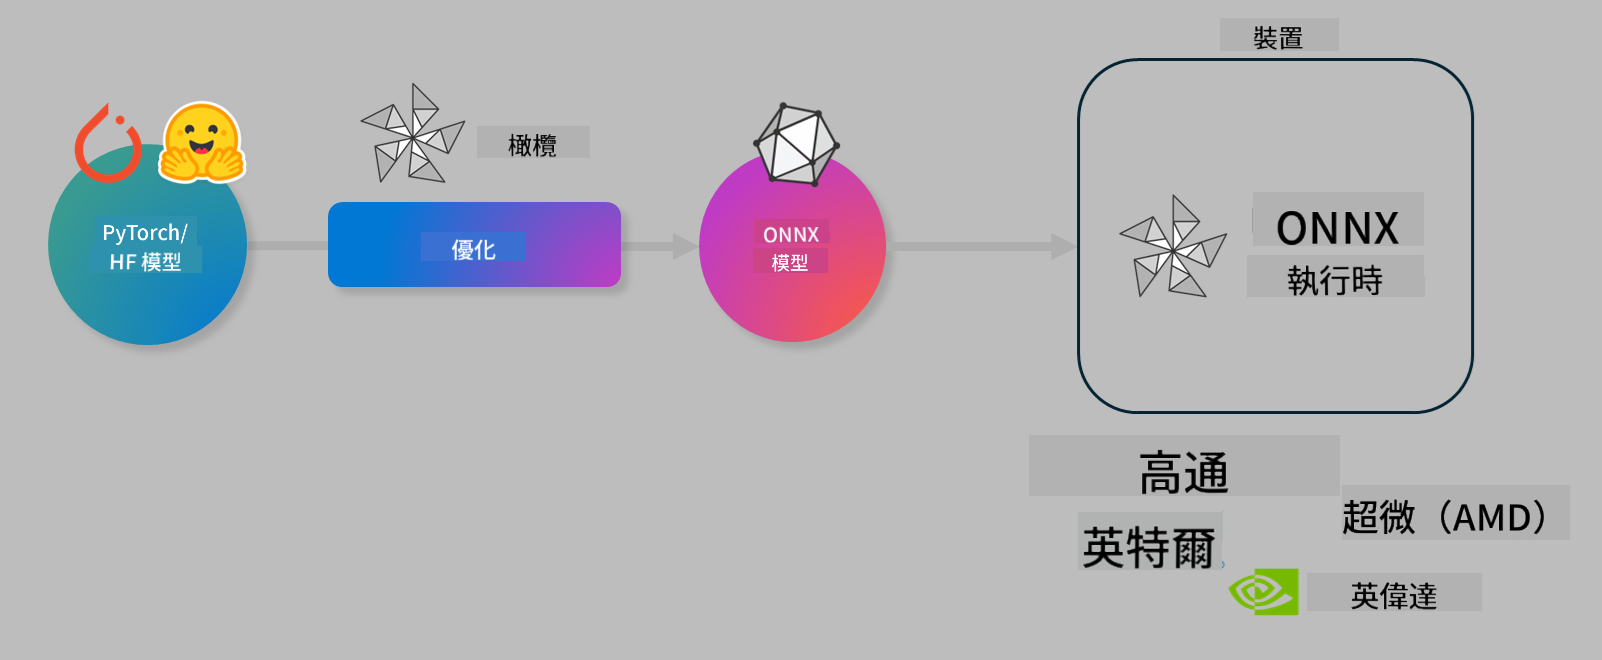 裝置
橄欖
PyTorch/
HF 模型
優化
ONNX
模型
ONNX
執行時
高通
超微（AMD）
英特爾
英偉達